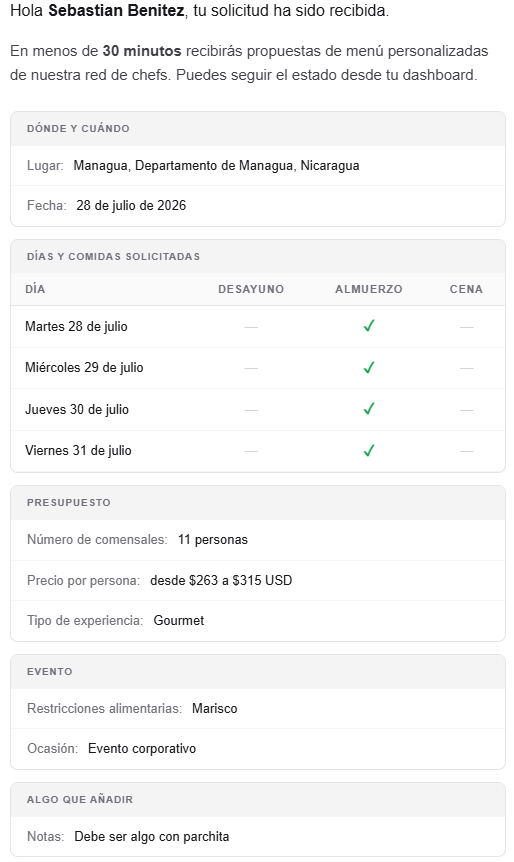 Hola Sebastian Benitez, tu solicitud ha sido recibida.
En menos de 30 minutos recibirás propuestas de menú personalizadas
de nuestra red de chefs. Puedes seguir el estado desde tu dashboard.
DÓNDE Y CUÁNDO
Lugar: Managua, Departamento de Managua, Nicaragua
Fecha: 28 de julio de 2026
DÍAS Y COMIDAS SOLICITADAS
DÍA DESAYUNO ALMUERZO CENA
Martes 28 de julio — ✓ —
Miércoles 29 de julio — ✓ —
Jueves 30 de julio — ✓ —
Viernes 31 de julio — ✓ —
PRESUPUESTO
Número de comensales: 11 personas
Precio por persona: desde $263 a $315 USD
Tipo de experiencia: Gourmet
EVENTO
Restricciones alimentarias: Marisco
Ocasión: Evento corporativo
ALGO QUE AÑADIR
Notas: Debe ser algo con parchita